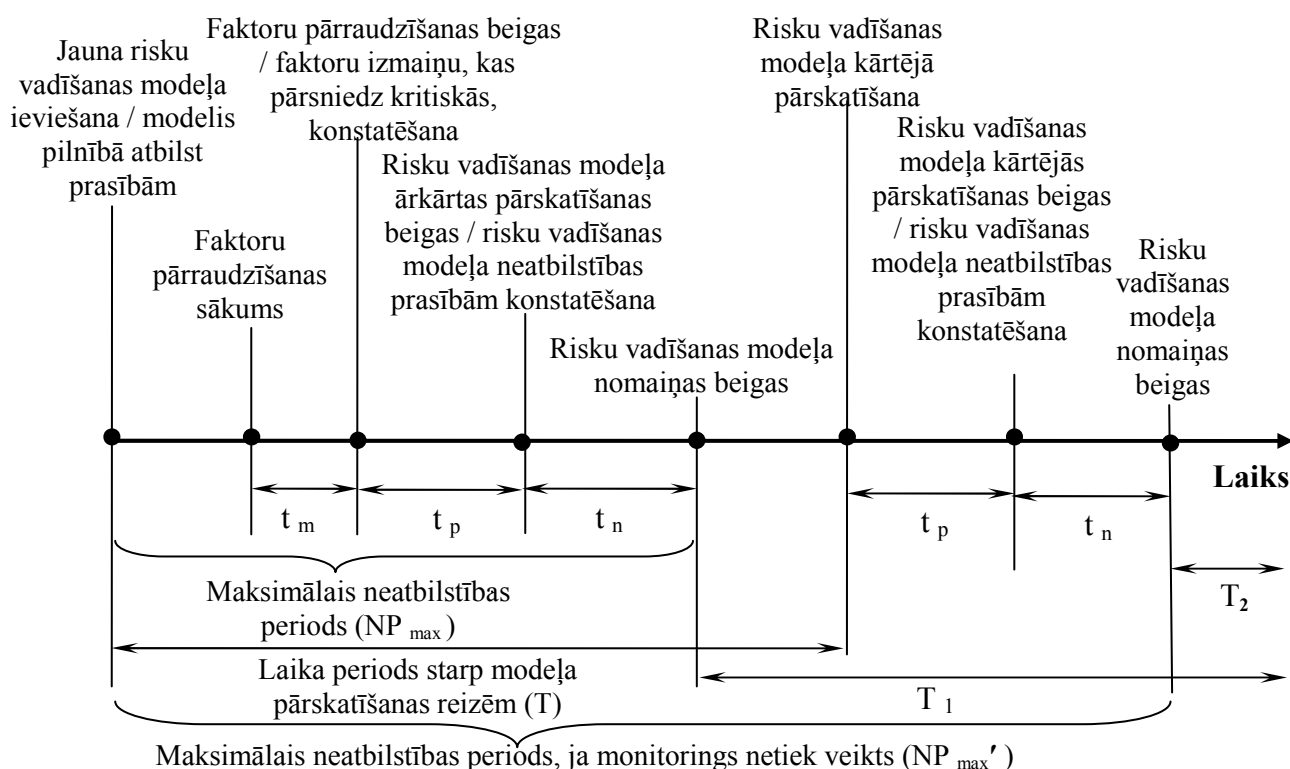 Jauna risku
vadīšanas modeļa
ieviešana / modelis
pilnībā atbilst
prasībām
Faktoru
pārraudzīšanas
sākums
Faktoru pārraudzīšanas beigas
/ faktoru izmaiņu, kas
pārsniedz kritiskās,
konstatēšana
Risku vadīšanas modeļa
ārkārtas pārskatīšanas
beigas / risku vadīšanas
modeļa neatbilstības
prasībām konstatēšana
Risku vadīšanas modeļa
nomaiņas beigas
Risku vadīšanas
modeļa kārtējā
pārskatīšana
Risku vadīšanas
modeļa kārtējās
pārskatīšanas beigas
/ risku vadīšanas
modeļa neatbilstības
prasībām
konstatēšana
Risku
vadīšanas
modeļa
nomaiņas
beigas
Laiks
t m
t p
t n
t p
t n
T2
Maksimālais neatbilstības
periods (NP max)
Laika periods starp modeļa
pārskatīšanas reizēm (T)
T 1
Maksimālais neatbilstības periods, ja monitorings netiek veikts (NP max′ )